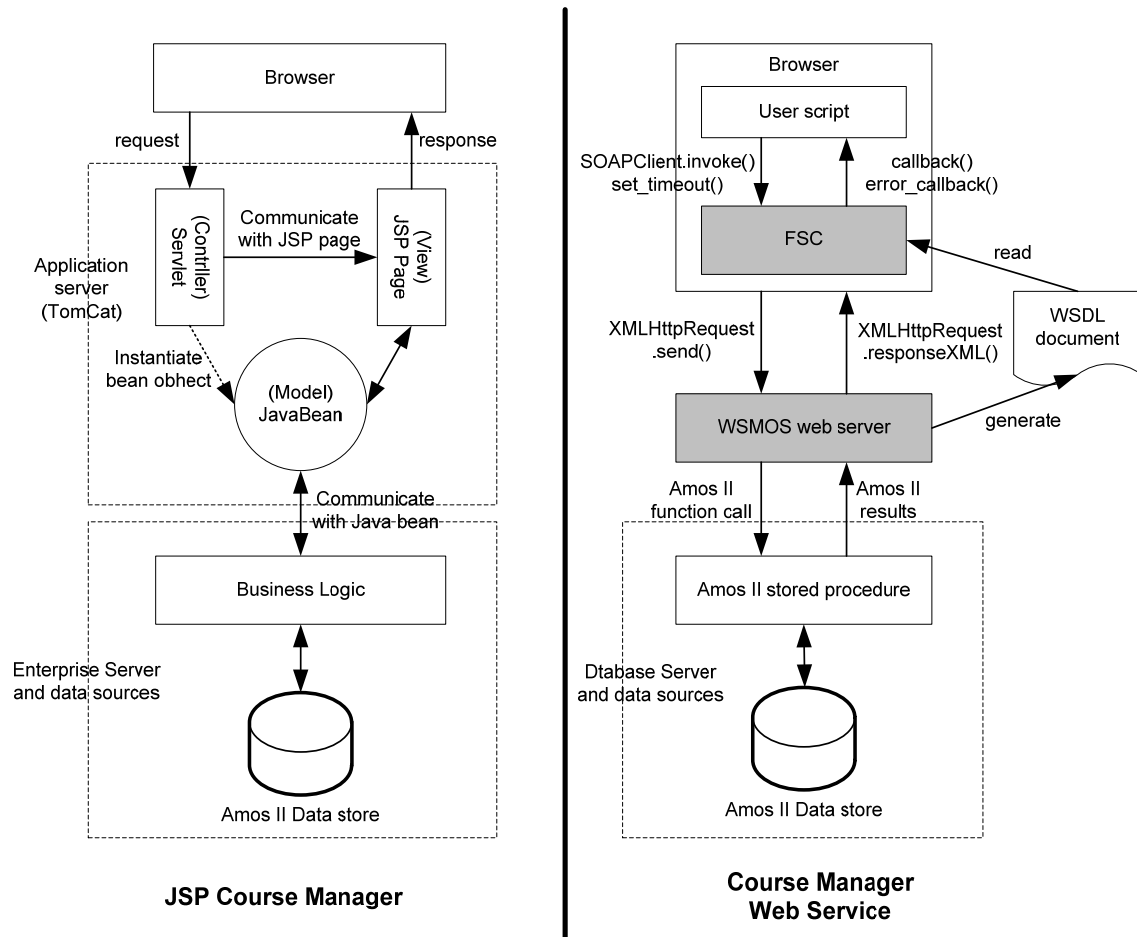 Browser
request
response
(Contrller)
Servlet
Communicate
with JSP page
(View)
JSP Page
Application
server
(TomCat)
Instantiate
bean obhect
(Model)
JavaBean
Communicate
with Java bean
Business Logic
Enterprise Server
and data sources
Amos II Data store
JSP Course Manager
Browser
User script
SOAPClient.invoke()
set_timeout()
callback()
error_callback()
FSC
read
WSDL
document
XMLHttpRequest
.send()
XMLHttpRequest
.responseXML()
WSMOS web server
generate
Amos II
function call
Amos II
results
Amos II stored procedure
Dtabase Server
and data sources
Amos II Data store
Course Manager
Web Service